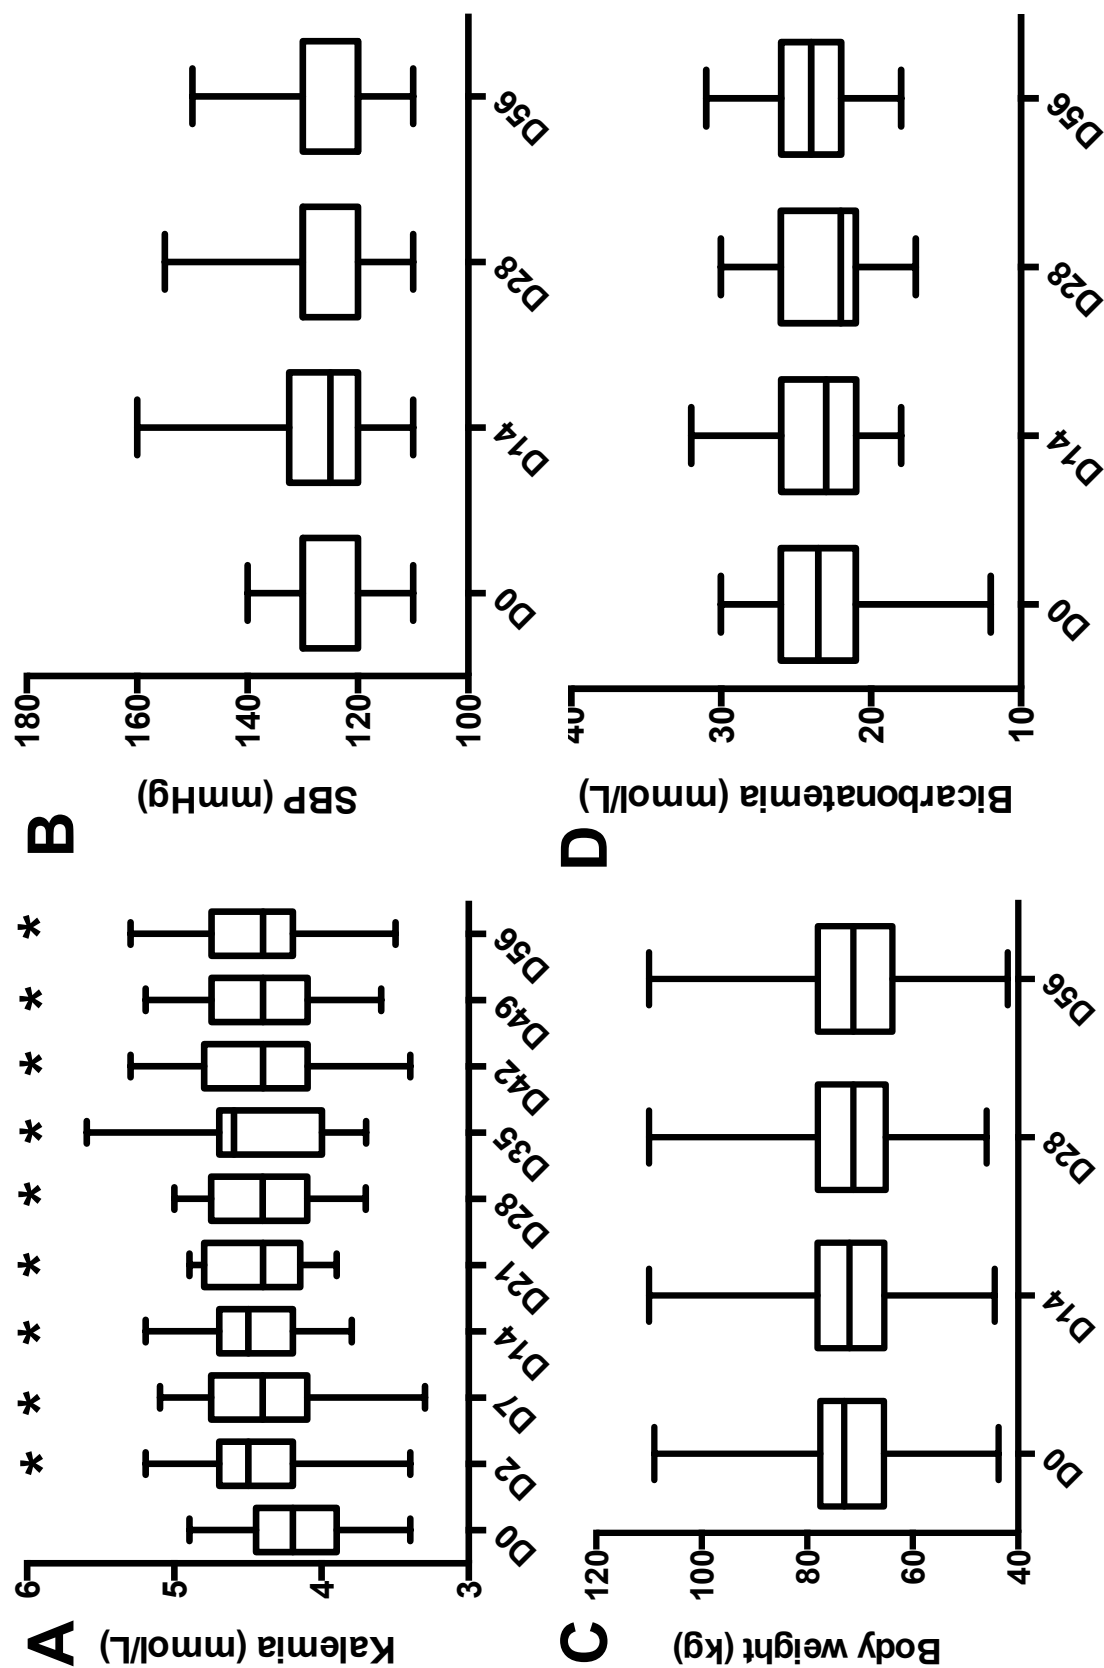 A
Kalemia (mmol/L)
6
5
4
3
* * * * * * * * *
D0 D2 D7 D14 D21 D28 D35 D42 D49 D56
B
SBP (mmHg)
180
160
140
120
100
D0 D14 D28 D56
C
Body weight (kg)
120
100
80
60
40
D0 D14 D28 D56
D
Bicarbonatemia (mmol/L)
40
30
20
10
D0 D14 D28 D56